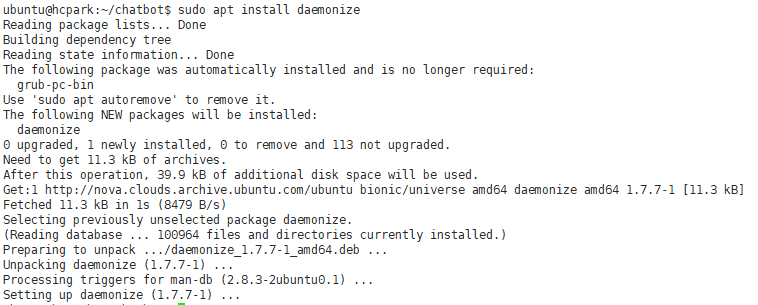 ubuntu@hcpark:~/chatbot$ sudo apt install daemonize
Reading package lists... Done
Building dependency tree
Reading state information... Done
The following package was automatically installed and is no longer required:
  grub-pc-bin
Use 'sudo apt autoremove' to remove it.
The following NEW packages will be installed:
  daemonize
0 upgraded, 1 newly installed, 0 to remove and 113 not upgraded.
Need to get 11.3 kB of archives.
After this operation, 39.9 kB of additional disk space will be used.
Get:1 http://nova.clouds.archive.ubuntu.com/ubuntu bionic/universe amd64 daemonize amd64 1.7.7-1 [11.3 kB]
Fetched 11.3 kB in 1s (8479 B/s)
Selecting previously unselected package daemonize.
(Reading database ... 100964 files and directories currently installed.)
Preparing to unpack .../daemonize_1.7.7-1_amd64.deb ...
Unpacking daemonize (1.7.7-1) ...
Processing triggers for man-db (2.8.3-2ubuntu0.1) ...
Setting up daemonize (1.7.7-1) ...